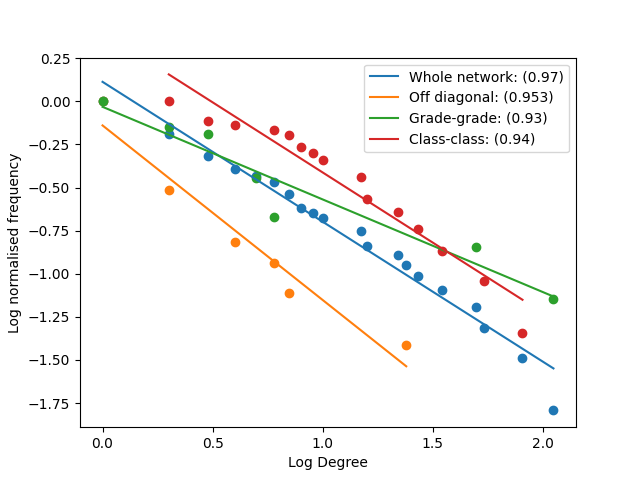 Whole network: (0.97)
Off diagonal: (0.953)
Grade-grade: (0.93)
Class-class: (0.94)
0.25
0.00
−0.25
−0.50
−0.75
−1.00
−1.25
−1.50
−1.75
Log normalised frequency
0.0 0.5 1.0 1.5 2.0
Log Degree